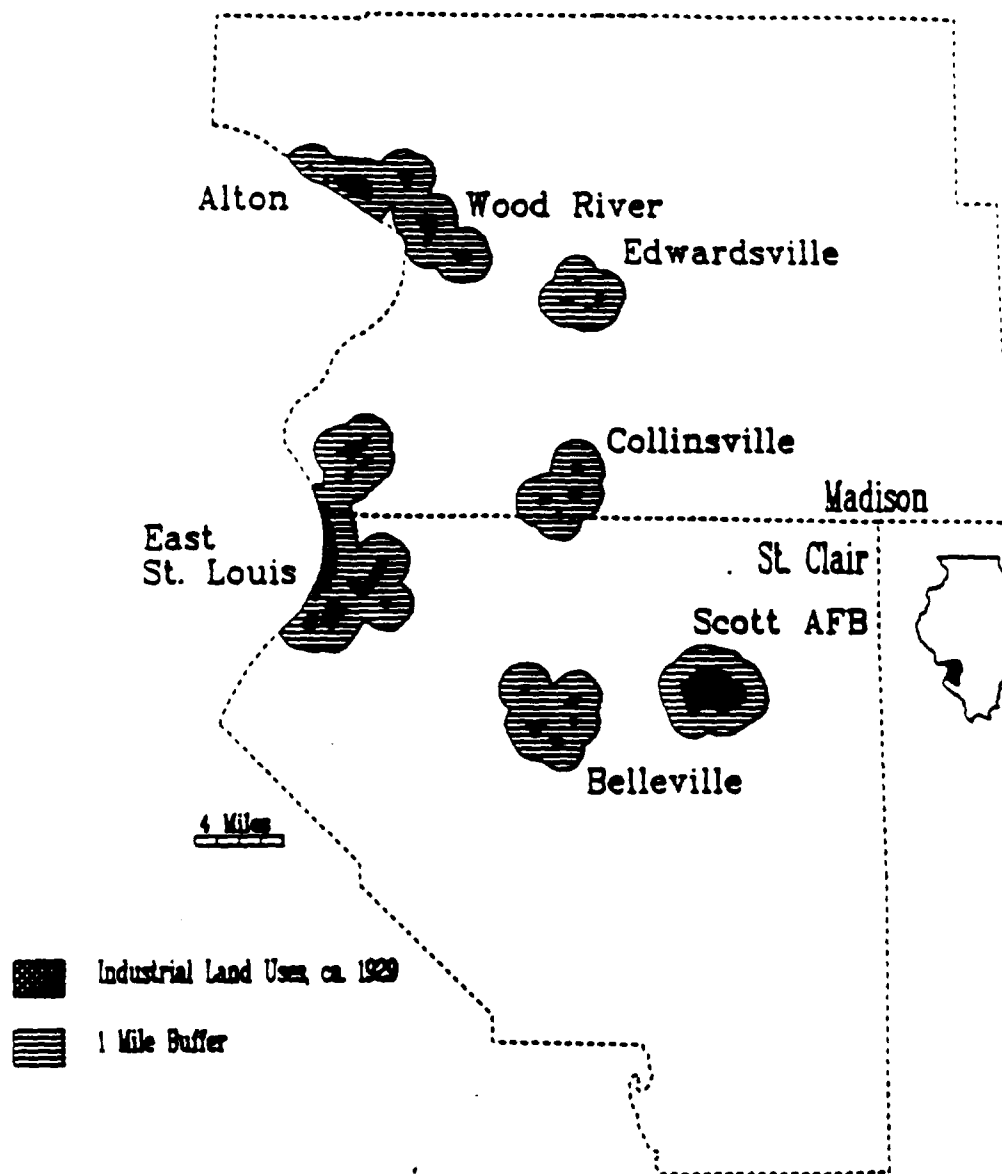 Alton
Wood River
Edwardsville
Collinsville
Madison
East
St. Louis
St. Clair
Scott AFB
Belleville
4 Miles
Industrial Land Uses, ca. 1929
1 Mile Buffer